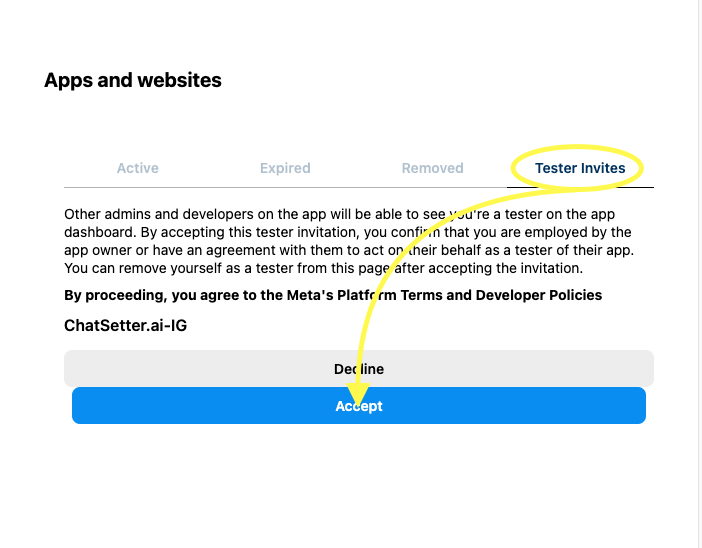 Apps and websites
Active Expired Removed Tester Invites
Other admins and developers on the app will be able to see you're a tester on the app
dashboard. By accepting this tester invitation, you confirm that you are employed by the
app owner or have an agreement with them to act on their behalf as a tester of their app.
You can remove yourself as a tester from this page after accepting the invitation.
By proceeding, you agree to the Meta's Platform Terms and Developer Policies
ChatSetter.ai-IG
Decline
Accept